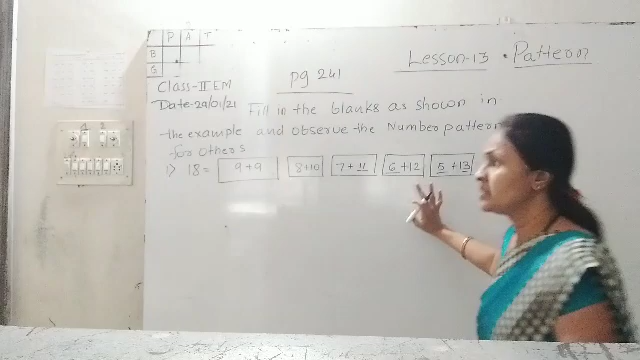 P A T
B
G
Lesson-13 • Pattern
Class-II EM
Pg 241
Date-29/01/21
Fill in the blanks as shown in
the example and observe the Number pattern
for others
1) 18 = 9+9 8+10 7+11 6+12 5+13